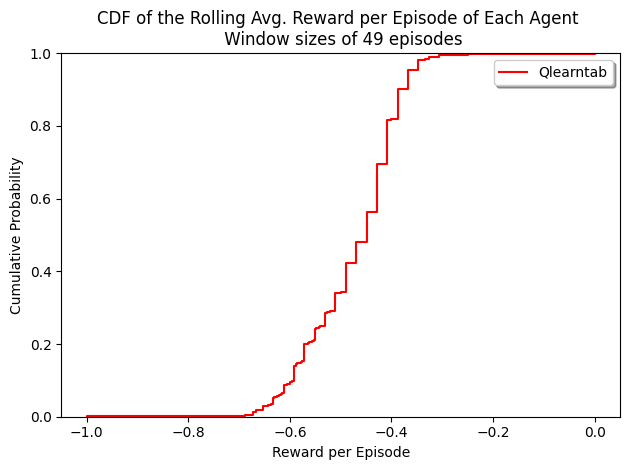 CDF of the Rolling Avg. Reward per Episode of Each Agent
Window sizes of 49 episodes
Qlearntab
Cumulative Probability
1.0
0.8
0.6
0.4
0.2
0.0
−1.0 −0.8 −0.6 −0.4 −0.2 0.0
Reward per Episode